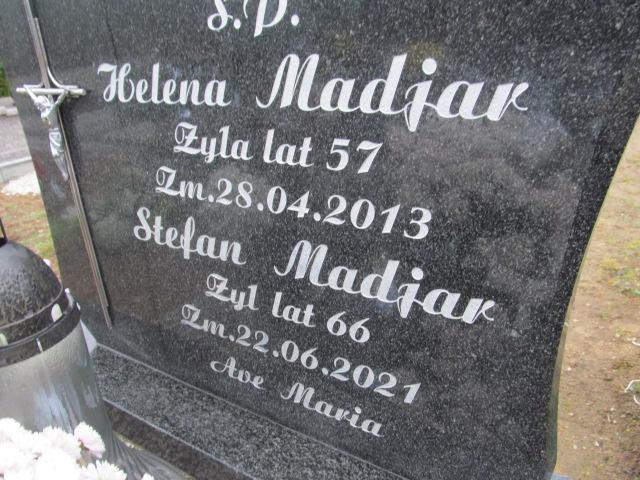 Ś.P.
Helena Madjar
Żyła lat 57
Zm.28.04.2013
Stefan Madjar
Żył lat 66
Zm.22.06.2021
Ave Maria